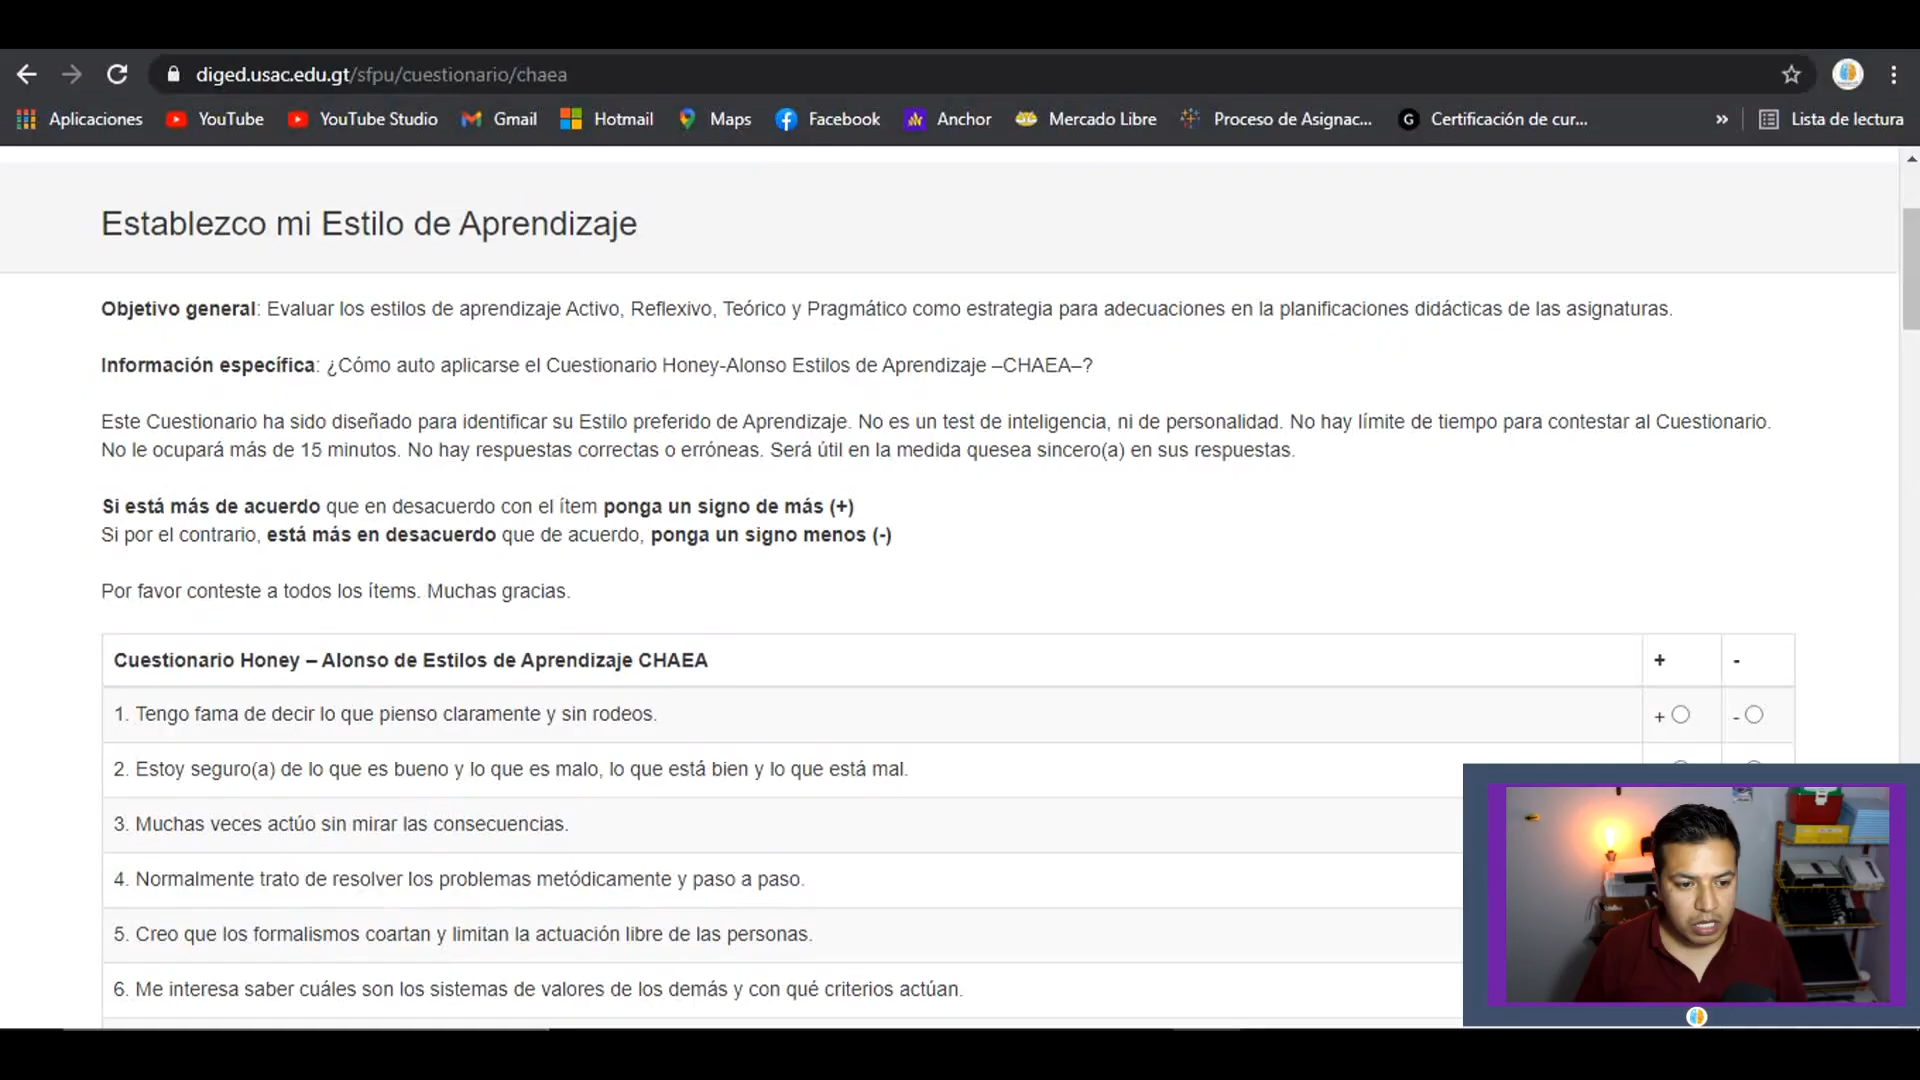 diged.usac.edu.gt/sfpu/cuestionario/chaea
Aplicaciones YouTube YouTube Studio Gmail Hotmail Maps Facebook Anchor Mercado Libre Proceso de Asignac... G Certificación de cur... » Lista de lectura
Establezco mi Estilo de Aprendizaje
Objetivo general: Evaluar los estilos de aprendizaje Activo, Reflexivo, Teórico y Pragmático como estrategia para adecuaciones en la planificaciones didácticas de las asignaturas.
Información específica: ¿Cómo auto aplicarse el Cuestionario Honey-Alonso Estilos de Aprendizaje –CHAEA–?
Este Cuestionario ha sido diseñado para identificar su Estilo preferido de Aprendizaje. No es un test de inteligencia, ni de personalidad. No hay límite de tiempo para contestar al Cuestionario.
No le ocupará más de 15 minutos. No hay respuestas correctas o erróneas. Será útil en la medida quesea sincero(a) en sus respuestas.
Si está más de acuerdo que en desacuerdo con el ítem ponga un signo de más (+)
Si por el contrario, está más en desacuerdo que de acuerdo, ponga un signo menos (-)
Por favor conteste a todos los ítems. Muchas gracias.
Cuestionario Honey – Alonso de Estilos de Aprendizaje CHAEA + -
1. Tengo fama de decir lo que pienso claramente y sin rodeos. + -
2. Estoy seguro(a) de lo que es bueno y lo que es malo, lo que está bien y lo que está mal.
3. Muchas veces actúo sin mirar las consecuencias.
4. Normalmente trato de resolver los problemas metódicamente y paso a paso.
5. Creo que los formalismos coartan y limitan la actuación libre de las personas.
6. Me interesa saber cuáles son los sistemas de valores de los demás y con qué criterios actúan.